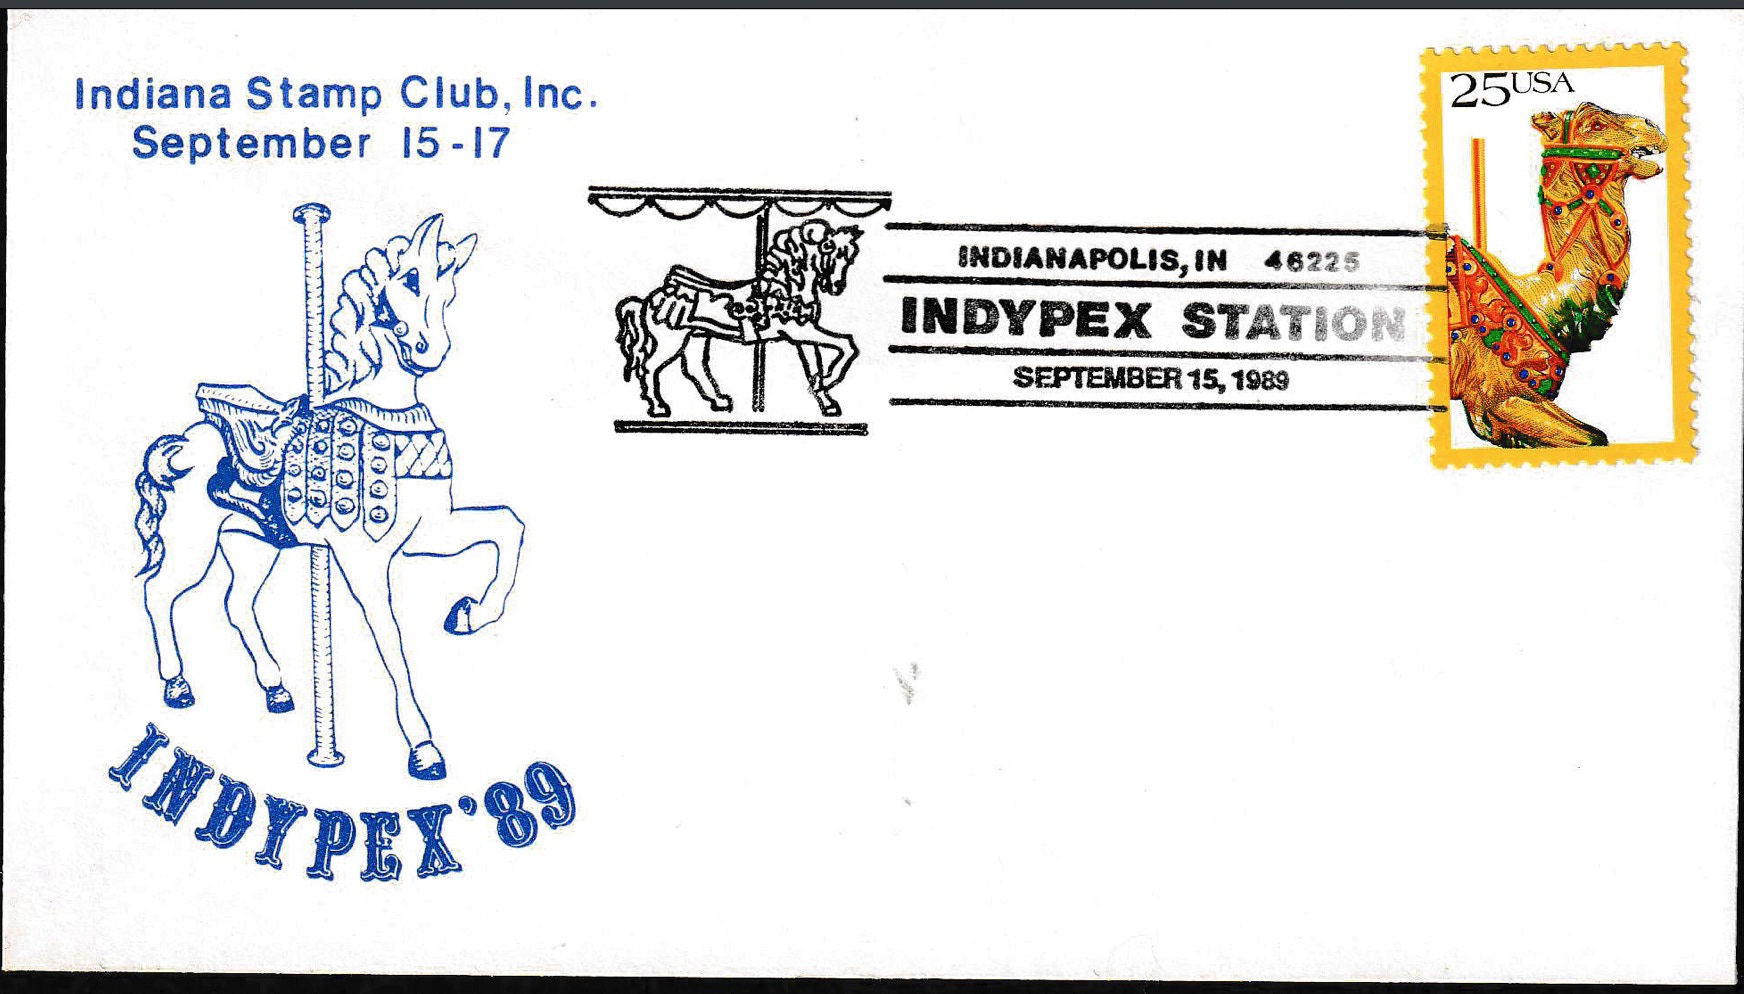 Indiana Stamp Club, Inc.
September 15-17
25USA
INDIANAPOLIS, IN 46225
INDYPEX STATION
SEPTEMBER 15, 1989
INDYPEX '89